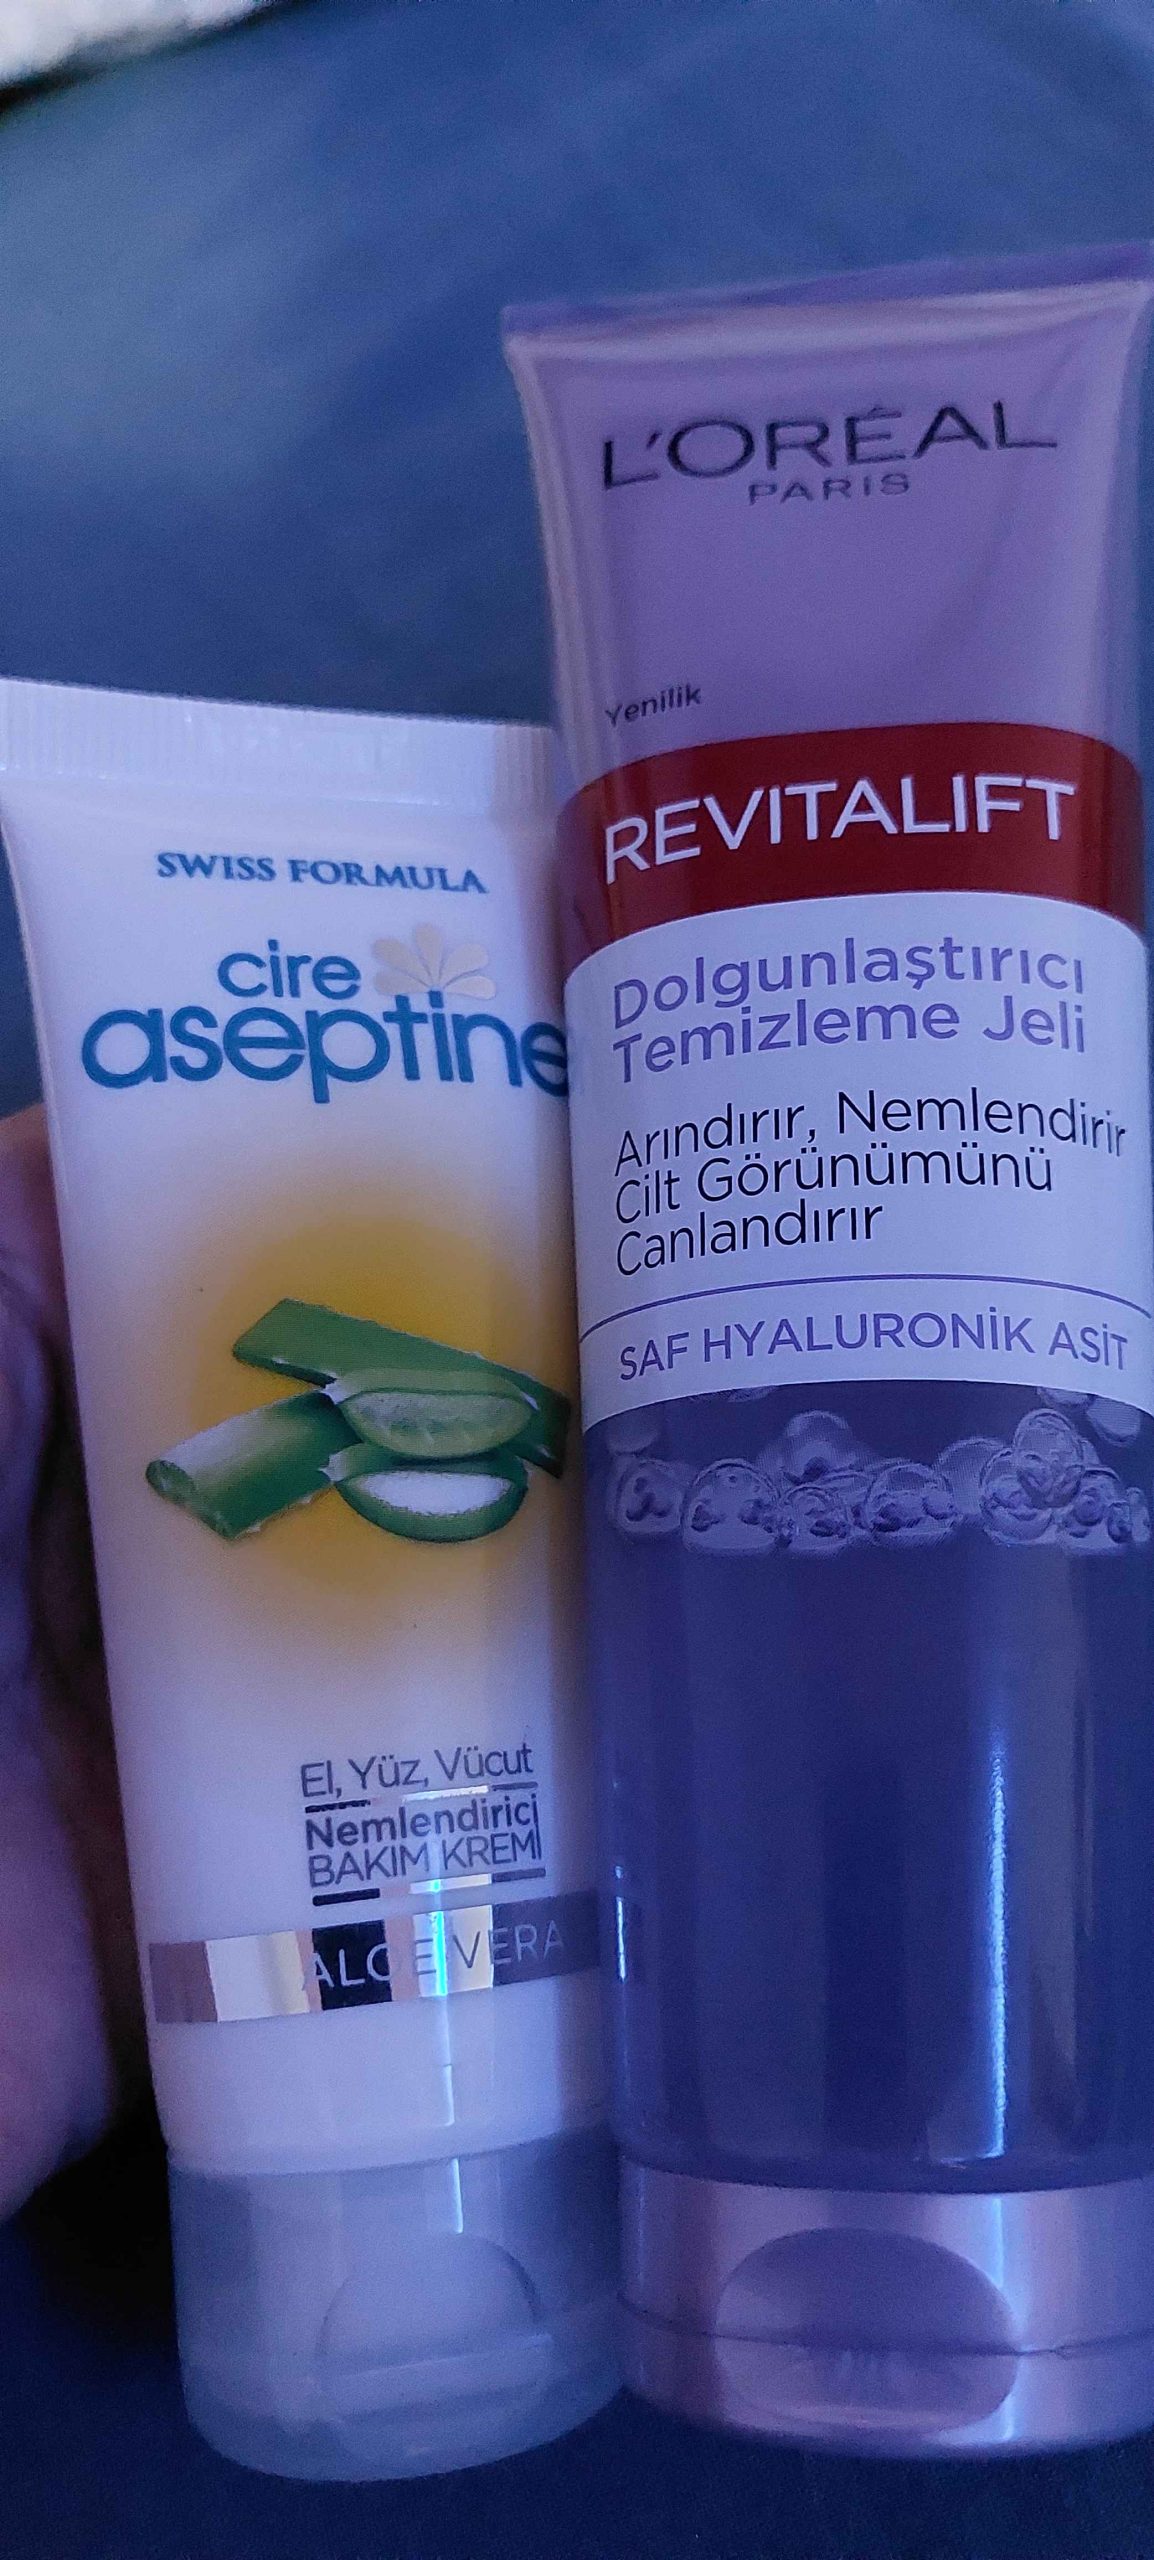 SWISS FORMULA
cire
aseptine
El, Yüz, Vücut
Nemlendirici
BAKIM KREMİ
ALOE VERA
L'ORÉAL
PARIS
Yenilik
REVITALIFT
Dolgunlaştırıcı
Temizleme Jeli
Arındırır, Nemlendirir
Cilt Görünümünü
Canlandırır
SAF HYALURONİK ASİT